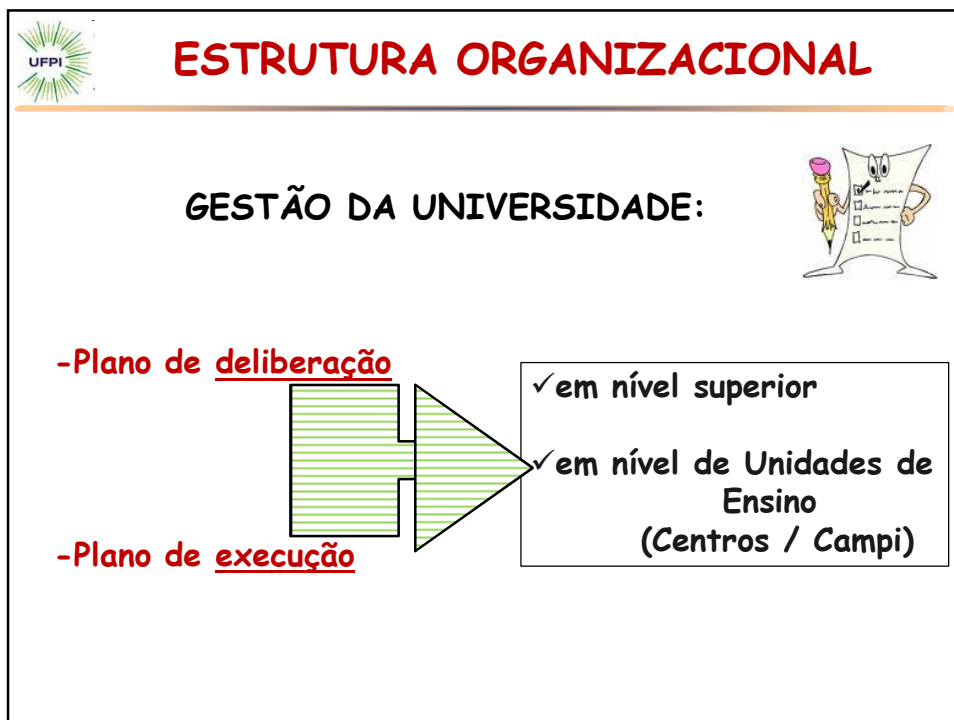 UFPI
ESTRUTURA ORGANIZACIONAL
GESTÃO DA UNIVERSIDADE:
-Plano de deliberação
-Plano de execução
✓em nível superior
✓em nível de Unidades de
Ensino
(Centros / Campi)